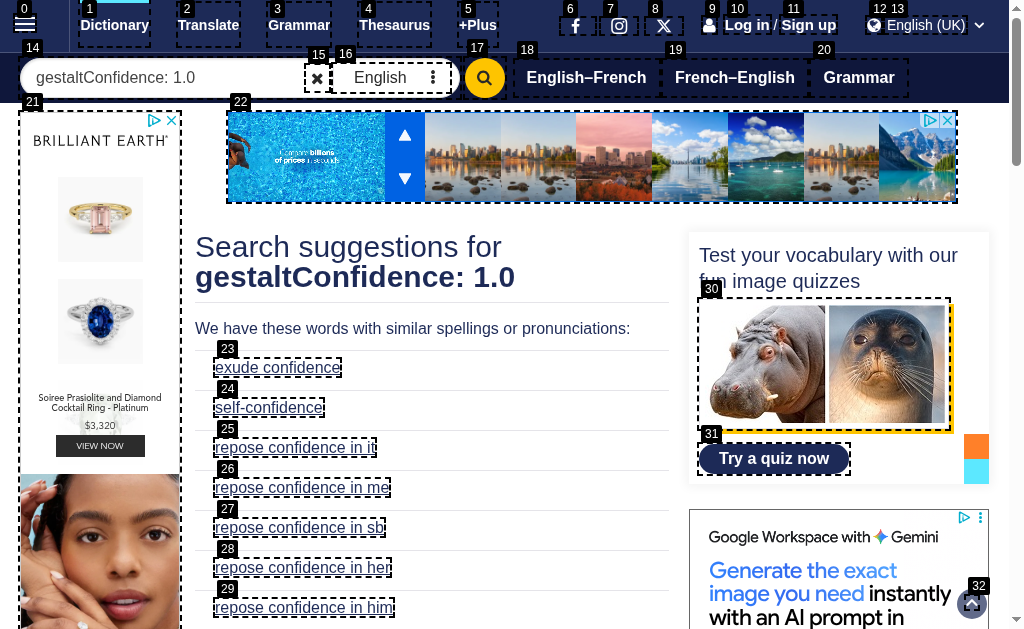 0 1 2 3 4 5 6 7 8 9 10 11 12 13
Dictionary Translate Grammar Thesaurus +Plus Log in / Sign up English (UK)
14 15 16 17 18 19 20
gestaltConfidence: 1.0 English English–French French–English Grammar
21 22
BRILLIANT EARTH
Compare billions
of prices in seconds
Soiree Prasiolite and Diamond
Cocktail Ring - Platinum
$3,320
VIEW NOW
Search suggestions for
gestaltConfidence: 1.0
We have these words with similar spellings or pronunciations:
23
exude confidence
24
self-confidence
25
repose confidence in it
26
repose confidence in me
27
repose confidence in sb
28
repose confidence in her
29
repose confidence in him
Test your vocabulary with our
fun image quizzes
30
31
Try a quiz now
Google Workspace with Gemini
Generate the exact
image you need instantly
with an AI prompt in
32